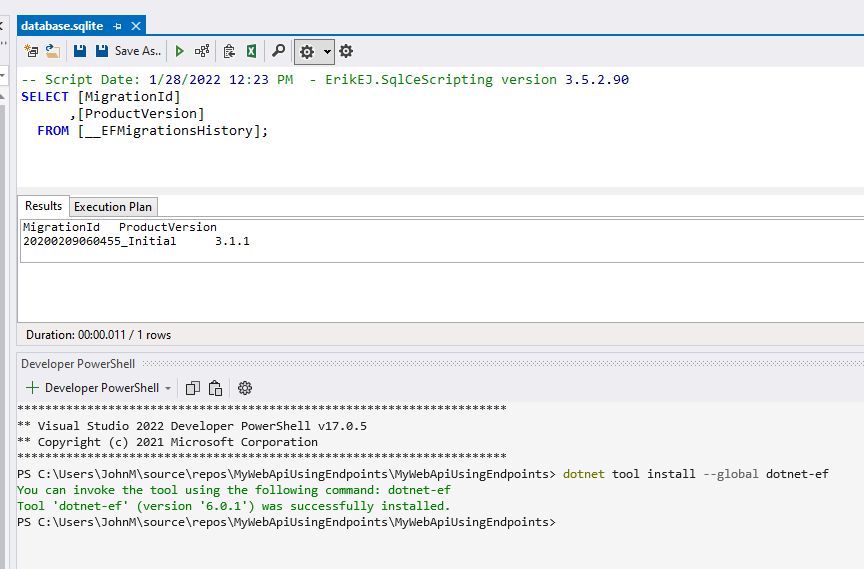 database.sqlite
Save As..
-- Script Date: 1/28/2022 12:23 PM  - ErikEJ.SqlCeScripting version 3.5.2.90
SELECT [MigrationId]
      ,[ProductVersion]
  FROM [__EFMigrationsHistory];
Results Execution Plan
MigrationId ProductVersion
20200209060455_Initial 3.1.1
Duration: 00:00.011 / 1 rows
Developer PowerShell
Developer PowerShell
**********************************************************************
** Visual Studio 2022 Developer PowerShell v17.0.5
** Copyright (c) 2021 Microsoft Corporation
**********************************************************************
PS C:\Users\JohnM\source\repos\MyWebApiUsingEndpoints\MyWebApiUsingEndpoints> dotnet tool install --global dotnet-ef
You can invoke the tool using the following command: dotnet-ef
Tool 'dotnet-ef' (version '6.0.1') was successfully installed.
PS C:\Users\JohnM\source\repos\MyWebApiUsingEndpoints\MyWebApiUsingEndpoints>